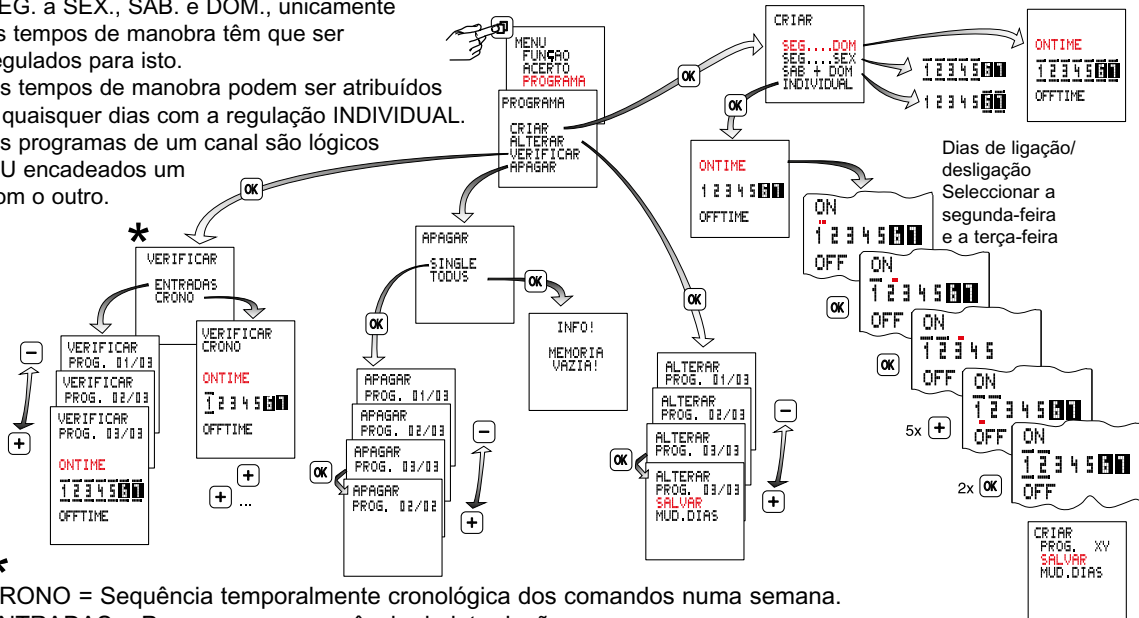 SEX., SAB. e DOM., unicamente
tempos de manobra têm que ser
para isto.
tempos de manobra podem ser atribuídos
quaisquer dias com a regulação INDIVIDUAL.
programas de um canal são lógicos
encadeados um
o outro.
MENU
FUNÇAO
ACERTO
PROGRAMA
PROGRAMA
CRIAR
ALTERAR
VERIFICAR
APAGAR
OK
CRIAR
SEG....DOM
SEG....SEX
SAB + DOM
INDIVIDUAL
ONTIME
1 2 3 4 5 6 7
OFFTIME
1 2 3 4 5 6 7
1 2 3 4 5 6 7
OK
ONTIME
1 2 3 4 5 6 7
OFFTIME
Dias de ligação/
desligação
Seleccionar a
segunda-feira
e a terça-feira
ON
1 2 3 4 5 6 7
OFF
OK
ON
1 2 3 4 5 6 7
OFF
OK
ON
1 2 3 4 5
OFF
5x +
ON
1 2 3 4 5 6 7
OFF
2x OK
ON
1 2 3 4 5 6 7
OFF
CRIAR
PROG. XY
SALVAR
MUD.DIAS
OK
*
VERIFICAR
ENTRADAS
CRONO
VERIFICAR
PROG. 01/03
VERIFICAR
PROG. 02/03
VERIFICAR
PROG. 03/03
ONTIME
1 2 3 4 5 6 7
OFFTIME
−
+
VERIFICAR
CRONO
ONTIME
1 2 3 4 5 6 7
OFFTIME
+
+ ...
APAGAR
SINGLE
TODUS
OK
OK
INFO!
MEMORIA
VAZIA!
APAGAR
PROG. 01/03
APAGAR
PROG. 02/03
APAGAR
PROG. 03/03
OK
APAGAR
PROG. 02/02
−
+
OK
ALTERAR
PROG. 01/03
ALTERAR
PROG. 02/03
ALTERAR
PROG. 03/03
OK
ALTERAR
PROG. 03/03
SALVAR
MUD.DIAS
−
+
*
RONO = Sequência temporalmente cronológica dos comandos numa semana.